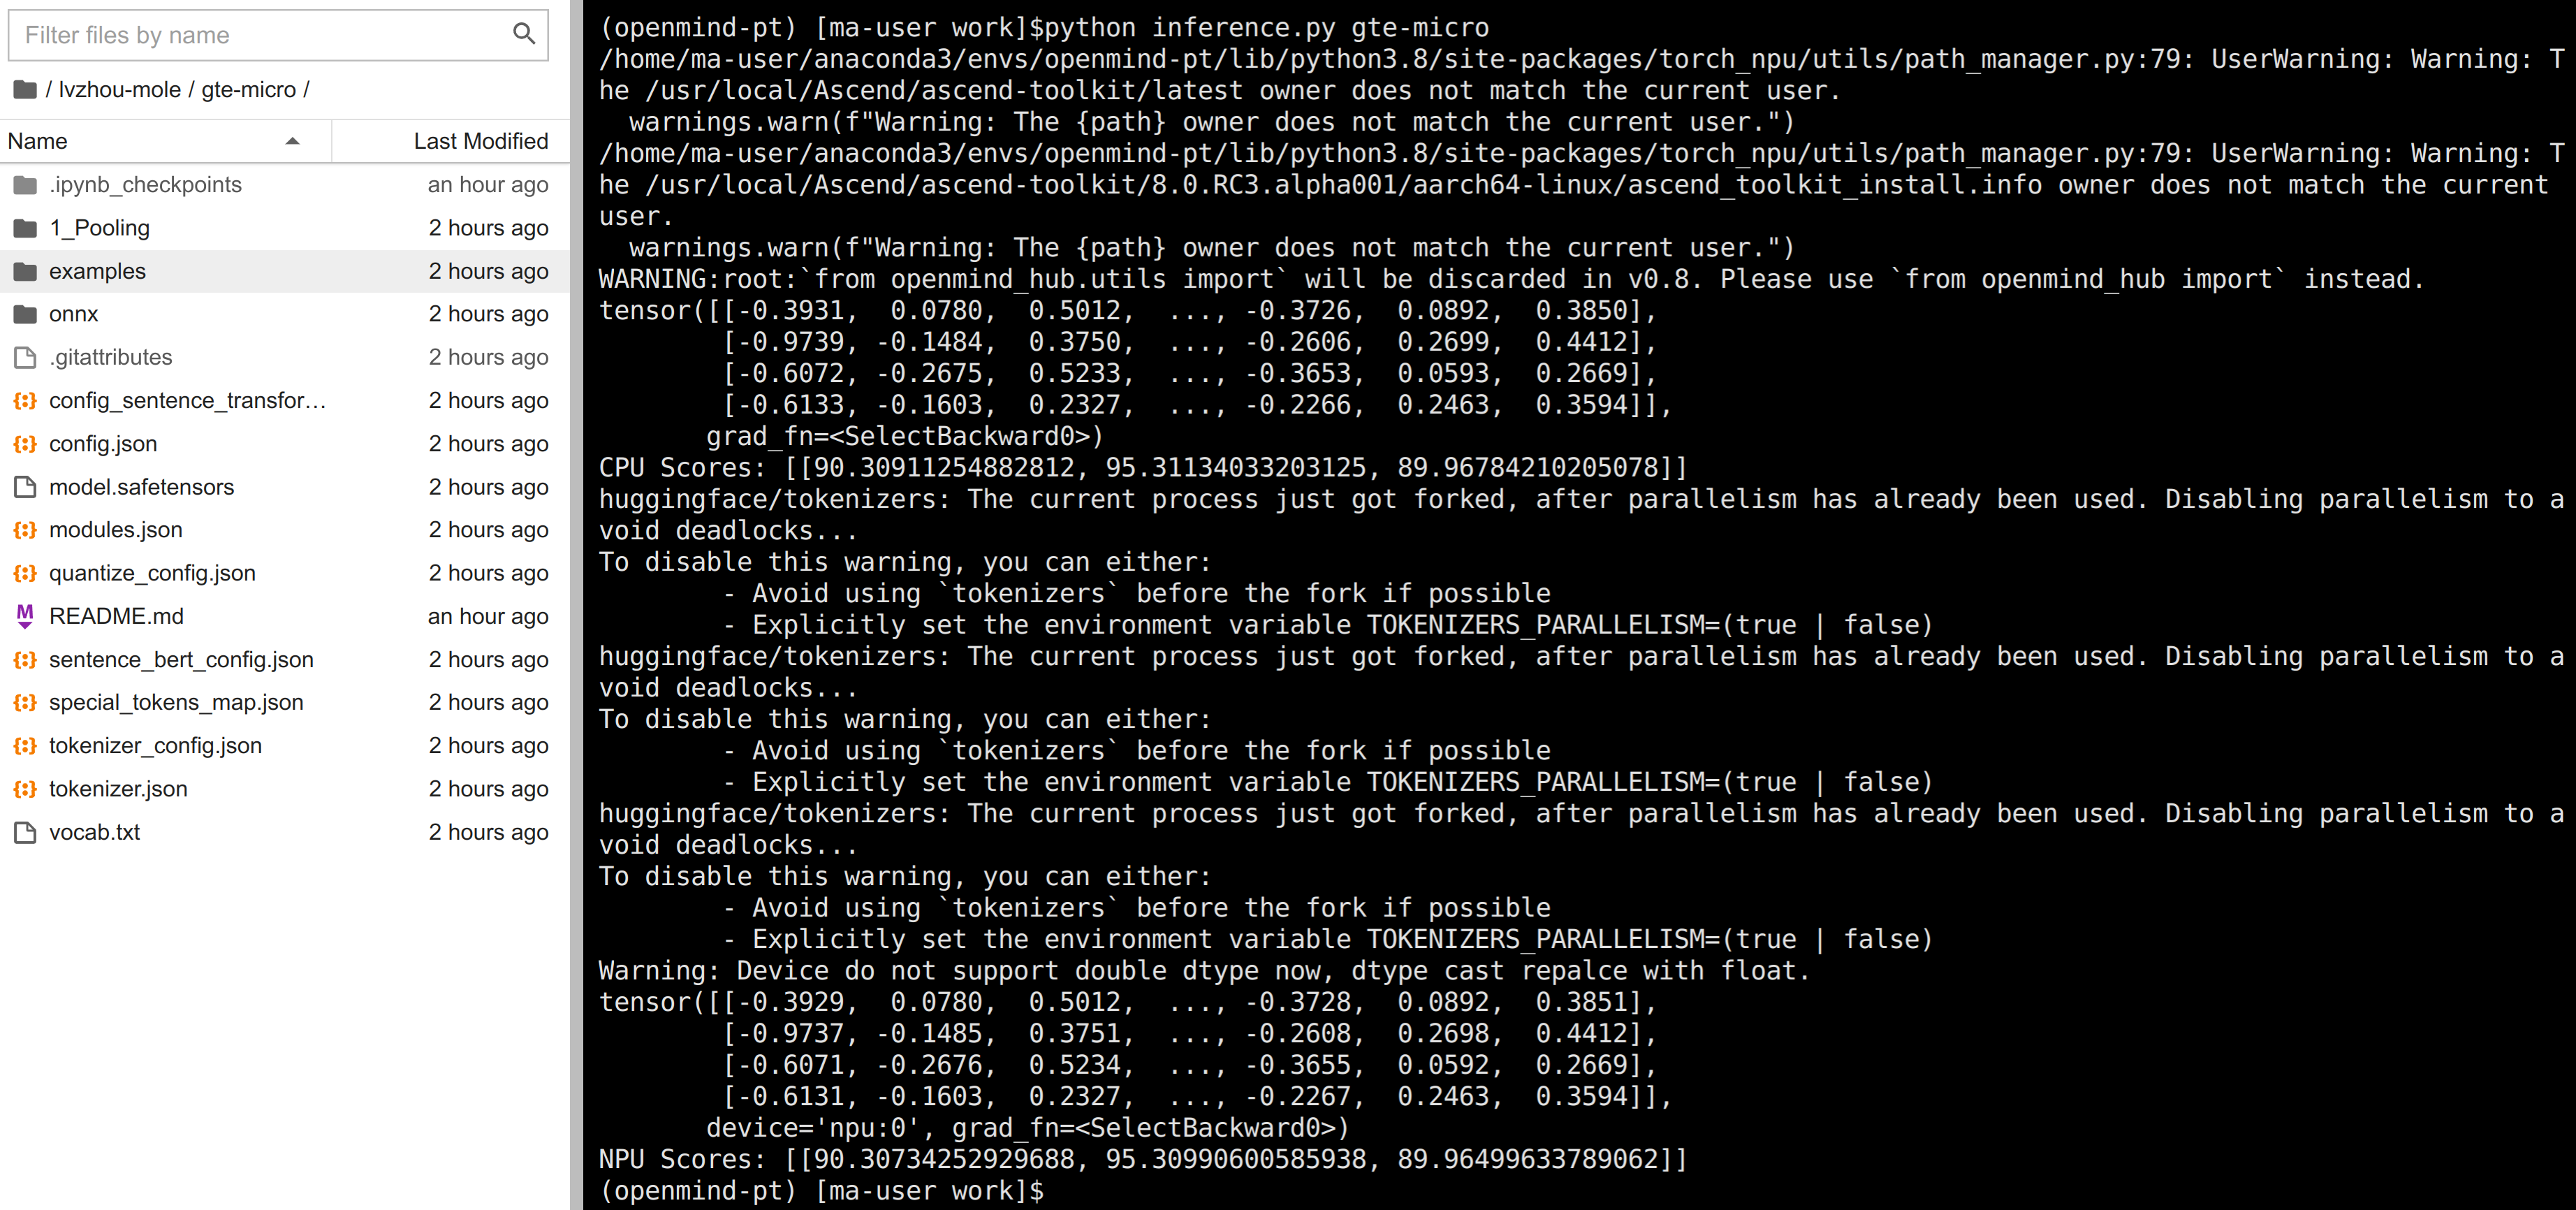 Filter files by name
/ lvzhou-mole / gte-micro /
Name Last Modified
.ipynb_checkpoints an hour ago
1_Pooling 2 hours ago
examples 2 hours ago
onnx 2 hours ago
.gitattributes 2 hours ago
config_sentence_transfor... 2 hours ago
config.json 2 hours ago
model.safetensors 2 hours ago
modules.json 2 hours ago
quantize_config.json 2 hours ago
README.md an hour ago
sentence_bert_config.json 2 hours ago
special_tokens_map.json 2 hours ago
tokenizer_config.json 2 hours ago
tokenizer.json 2 hours ago
vocab.txt 2 hours ago
(openmind-pt) [ma-user work]$python inference.py gte-micro
/home/ma-user/anaconda3/envs/openmind-pt/lib/python3.8/site-packages/torch_npu/utils/path_manager.py:79: UserWarning: Warning: T
he /usr/local/Ascend/ascend-toolkit/latest owner does not match the current user.
  warnings.warn(f"Warning: The {path} owner does not match the current user.")
/home/ma-user/anaconda3/envs/openmind-pt/lib/python3.8/site-packages/torch_npu/utils/path_manager.py:79: UserWarning: Warning: T
he /usr/local/Ascend/ascend-toolkit/8.0.RC3.alpha001/aarch64-linux/ascend_toolkit_install.info owner does not match the current
user.
  warnings.warn(f"Warning: The {path} owner does not match the current user.")
WARNING:root:`from openmind_hub.utils import` will be discarded in v0.8. Please use `from openmind_hub import` instead.
tensor([[-0.3931,  0.0780,  0.5012,  ..., -0.3726,  0.0892,  0.3850],
        [-0.9739, -0.1484,  0.3750,  ..., -0.2606,  0.2699,  0.4412],
        [-0.6072, -0.2675,  0.5233,  ..., -0.3653,  0.0593,  0.2669],
        [-0.6133, -0.1603,  0.2327,  ..., -0.2266,  0.2463,  0.3594]],
       grad_fn=<SelectBackward0>)
CPU Scores: [[90.30911254882812, 95.31134033203125, 89.96784210205078]]
huggingface/tokenizers: The current process just got forked, after parallelism has already been used. Disabling parallelism to a
void deadlocks...
To disable this warning, you can either:
        - Avoid using `tokenizers` before the fork if possible
        - Explicitly set the environment variable TOKENIZERS_PARALLELISM=(true | false)
huggingface/tokenizers: The current process just got forked, after parallelism has already been used. Disabling parallelism to a
void deadlocks...
To disable this warning, you can either:
        - Avoid using `tokenizers` before the fork if possible
        - Explicitly set the environment variable TOKENIZERS_PARALLELISM=(true | false)
huggingface/tokenizers: The current process just got forked, after parallelism has already been used. Disabling parallelism to a
void deadlocks...
To disable this warning, you can either:
        - Avoid using `tokenizers` before the fork if possible
        - Explicitly set the environment variable TOKENIZERS_PARALLELISM=(true | false)
Warning: Device do not support double dtype now, dtype cast repalce with float.
tensor([[-0.3929,  0.0780,  0.5012,  ..., -0.3728,  0.0892,  0.3851],
        [-0.9737, -0.1485,  0.3751,  ..., -0.2608,  0.2698,  0.4412],
        [-0.6071, -0.2676,  0.5234,  ..., -0.3655,  0.0592,  0.2669],
        [-0.6131, -0.1603,  0.2327,  ..., -0.2267,  0.2463,  0.3594]],
       device='npu:0', grad_fn=<SelectBackward0>)
NPU Scores: [[90.30734252929688, 95.30990600585938, 89.96499633789062]]
(openmind-pt) [ma-user work]$